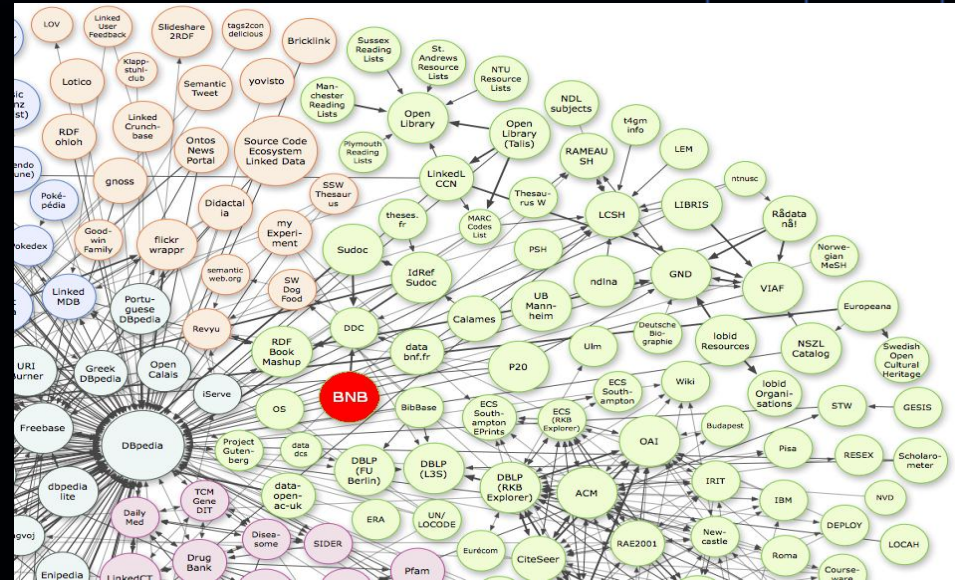 LOV
Linked
User
Feedback
Slideshare
2RDF
tags2con
delicious
Bricklink
Sussex
Reading
Lists
St.
Andrews
Resource
Lists
NTU
Resource
Lists
Lotico
Klapp-
stuhl-
club
Semantic
Tweet
yovisto
Man-
chester
Reading
Lists
Open
Library
NDL
subjects
RDF
ohloh
Linked
Crunch-
base
Ontos
News
Portal
Source Code
Ecosystem
Linked Data
Plymouth
Reading
Lists
Open
Library
(Talis)
RAMEAU
SH
t4gm
info
LEM
gnoss
SSW
Thesaur
us
LinkedL
CCN
Thesau-
rus W
LCSH
LIBRIS
ntnusc
Poké-
pédia
Didactal
ia
theses.
fr
MARC
Codes
List
Rådata
nå!
Pokedex
Good-
win
Family
flickr
wrappr
my
Experi-
ment
Sudoc
PSH
Norwe-
gian
MeSH
Linked
MDB
Portu-
guese
DBpedia
semantic
web.org
SW
Dog
Food
IdRef
Sudoc
UB
Mann-
heim
ndlna
GND
VIAF
Revyu
RDF
Book
Mashup
DDC
Calames
Deutsche
Bio-
graphie
lobid
Resources
Europeana
URI
Burner
Greek
DBpedia
Open
Calais
data
bnf.fr
Ulm
NSZL
Catalog
Swedish
Open
Cultural
Heritage
iServe
BNB
P20
ECS
South-
ampton
Wiki
lobid
Organi-
sations
Freebase
DBpedia
OS
BibBase
ECS
South-
ampton
EPrints
ECS
(RKB
Explorer)
Budapest
STW
GESIS
Project
Guten-
berg
data
dcs
DBLP
(FU
Berlin)
DBLP
(L3S)
OAI
Pisa
RESEX
Scholaro-
meter
dbpedia
lite
TCM
Gene
DIT
data-
open-
ac-uk
DBLP
(RKB
Explorer)
ACM
IRIT
IBM
NVD
Daily
Med
Disea-
some
ERA
UN/
LOCODE
New-
castle
DEPLOY
LOCAH
SIDER
Eurécom
CiteSeer
RAE2001
Roma
Enipedia
LinkedCT
Drug
Bank
Pfam
Course-
ware